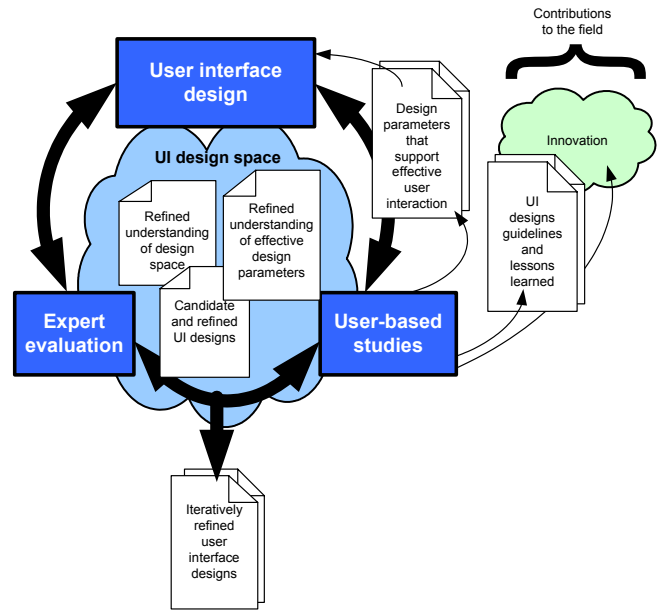 Contributions
to the field
User interface
design
Design
parameters
that
support
effective
user
interaction
Innovation
UI design space
Refined
understanding
of design
space
Refined
understanding
of effective
design
parameters
UI
designs
guidelines
and
lessons
learned
Candidate
and refined
UI designs
Expert
evaluation
User-based
studies
Iteratively
refined
user
interface
designs